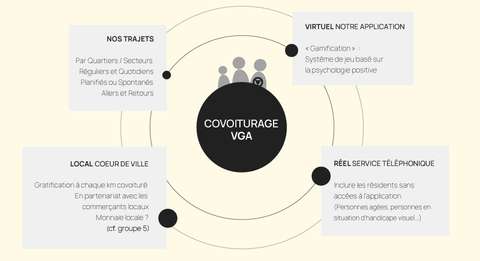 NOS TRAJETS
Par Quartiers / Secteurs
Réguliers et Quotidiens
Planifiés ou Spontanés
Allers et Retours
VIRTUEL NOTRE APPLICATION
« Gamification » :
Système de jeu basé sur
la psychologie positive
COVOITURAGE
VGA
LOCAL COEUR DE VILLE
Gratification à chaque km covoituré
En partenariat avec les
commerçants locaux
Monnaie locale ?
(cf. groupe 5)
RÉEL SERVICE TÉLÉPHONIQUE
Inclure les résidents sans
accées à l'application
(Personnes agées, personnes en
situation d'handicape visuel...)